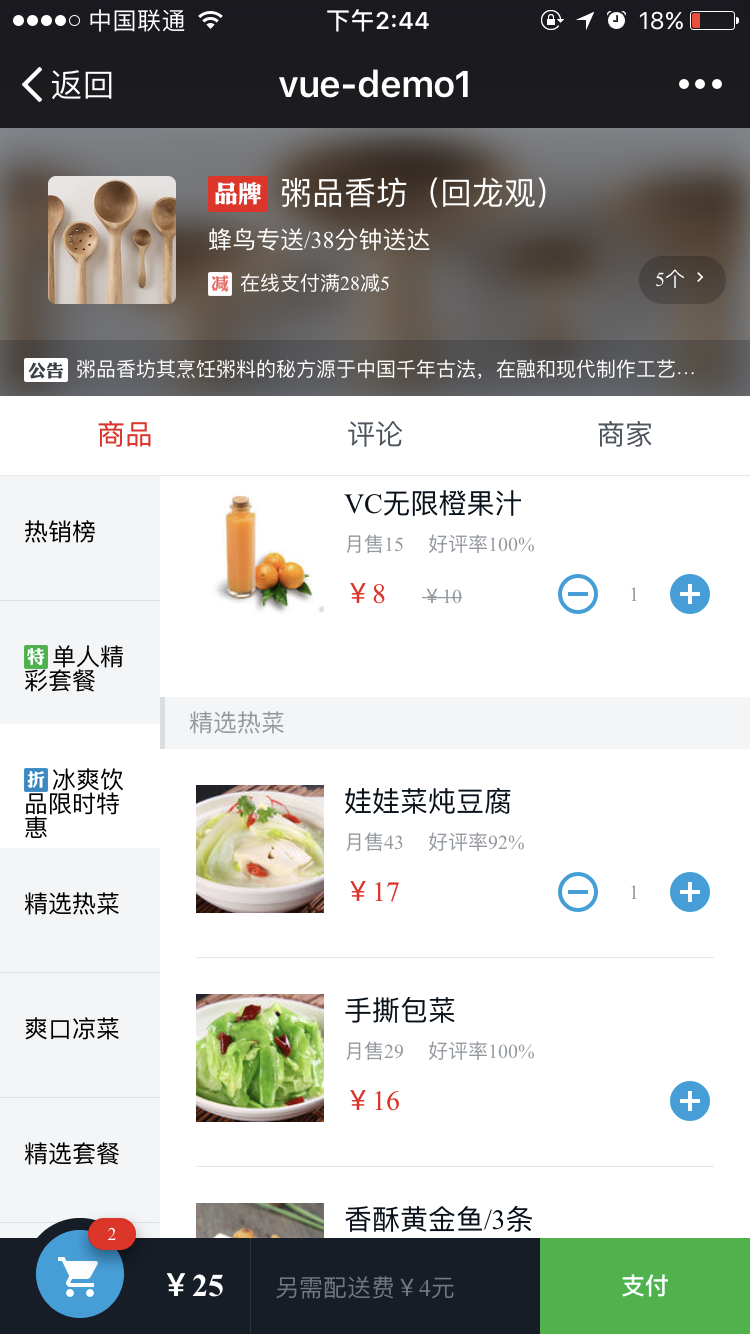 中国联通
下午2:44
18%
返回
vue-demo1
品牌 粥品香坊（回龙观）
蜂鸟专送/38分钟送达
减 在线支付满28减5
5个
公告 粥品香坊其烹饪粥料的秘方源于中国千年古法，在融和现代制作工艺...
商品
评论
商家
热销榜
特 单人精
彩套餐
折 冰爽饮
品限时特
惠
精选热菜
爽口凉菜
精选套餐
VC无限橙果汁
月售15 好评率100%
￥8 ￥10
1
精选热菜
娃娃菜炖豆腐
月售43 好评率92%
￥17
1
手撕包菜
月售29 好评率100%
￥16
香酥黄金鱼/3条
2
￥25
另需配送费￥4元
支付